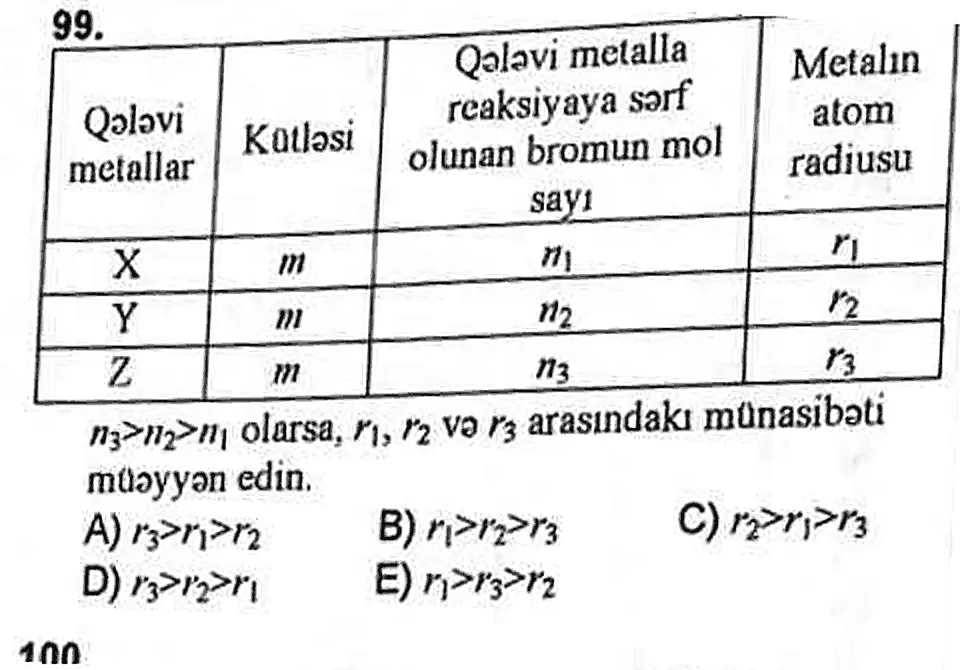 99.
Qələvi metallar | Kütləsi | Qələvi metalla reaksiyaya sərf olunan bromun mol sayı | Metalın atom radiusu
X | m | n₁ | r₁
Y | m | n₂ | r₂
Z | m | n₃ | r₃
n₃>n₂>n₁ olarsa, r₁, r₂ və r₃ arasındakı münasibəti
müəyyən edin.
A) r₃>r₁>r₂ B) r₁>r₂>r₃ C) r₂>r₁>r₃
D) r₃>r₂>r₁ E) r₁>r₃>r₂
100